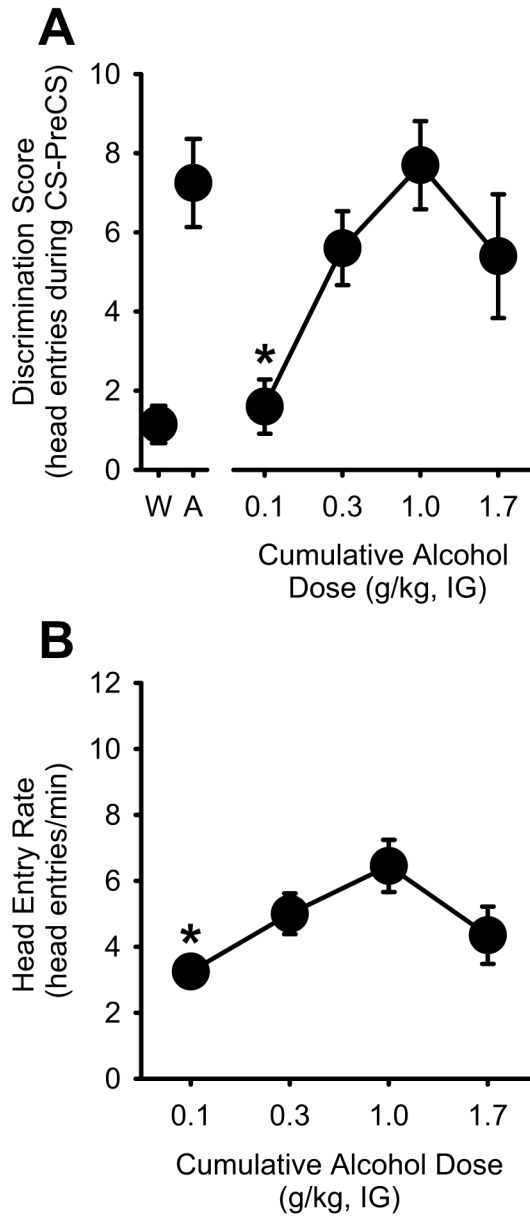 A
Discrimination Score
(head entries during CS-PreCS)
10
8
6
4
2
0
*
W A 0.1 0.3 1.0 1.7
Cumulative Alcohol
Dose (g/kg, IG)
B
Head Entry Rate
(head entries/min)
12
10
8
6
4
2
0
*
0.1 0.3 1.0 1.7
Cumulative Alcohol Dose
(g/kg, IG)